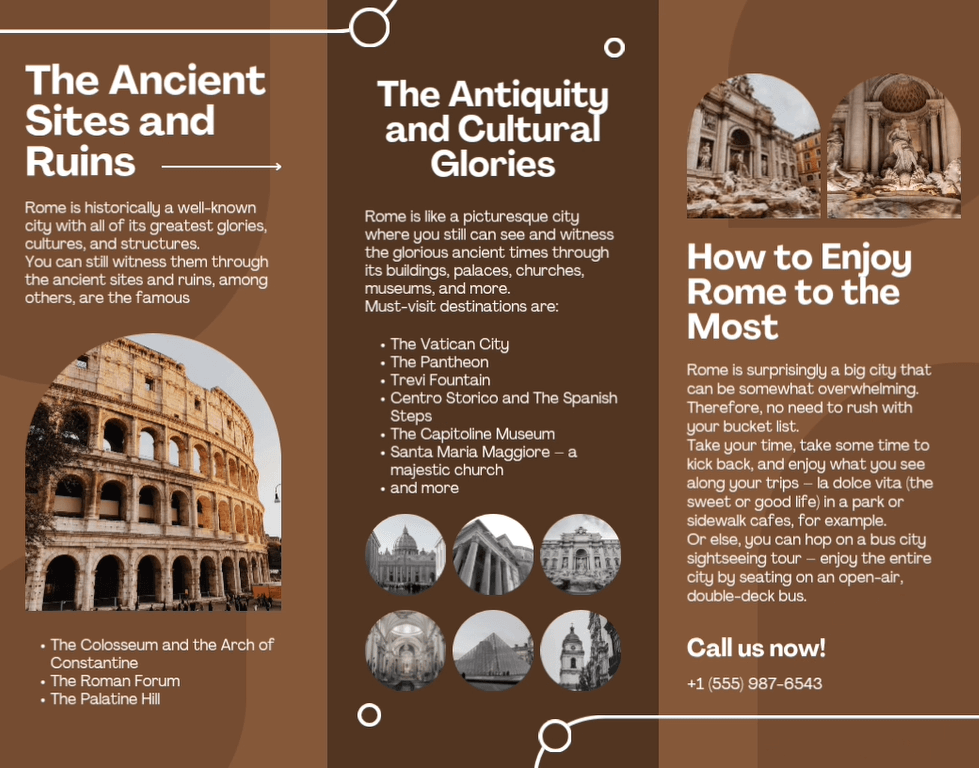 The Ancient
Sites and
Ruins
Rome is historically a well-known
city with all of its greatest glories,
cultures, and structures.
You can still witness them through
the ancient sites and ruins, among
others, are the famous
• The Colosseum and the Arch of
Constantine
• The Roman Forum
• The Palatine Hill
The Antiquity
and Cultural
Glories
Rome is like a picturesque city
where you still can see and witness
the glorious ancient times through
its buildings, palaces, churches,
museums, and more.
Must-visit destinations are:
• The Vatican City
• The Pantheon
• Trevi Fountain
• Centro Storico and The Spanish
Steps
• The Capitoline Museum
• Santa Maria Maggiore – a
majestic church
• and more
How to Enjoy
Rome to the
Most
Rome is surprisingly a big city that
can be somewhat overwhelming.
Therefore, no need to rush with
your bucket list.
Take your time, take some time to
kick back, and enjoy what you see
along your trips – la dolce vita (the
sweet or good life) in a park or
sidewalk cafes, for example.
Or else, you can hop on a bus city
sightseeing tour – enjoy the entire
city by seating on an open-air,
double-deck bus.
Call us now!
+1 (555) 987-6543